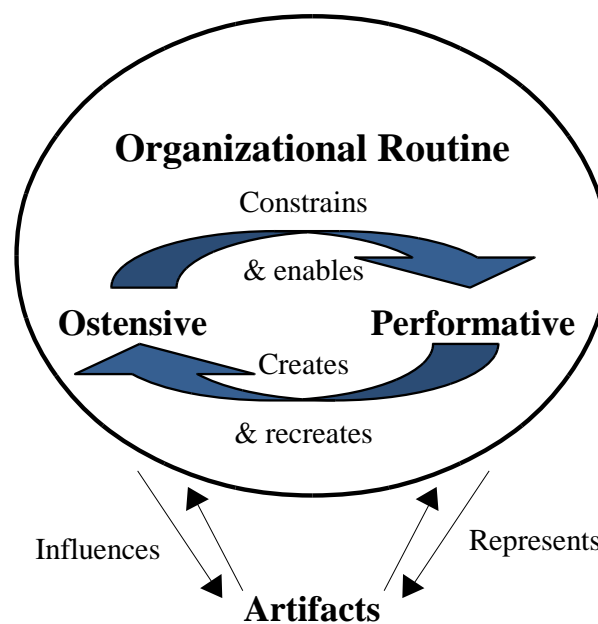 Organizational Routine
Constrains
& enables
Ostensive
Performative
Creates
& recreates
Influences
Represents
Artifacts